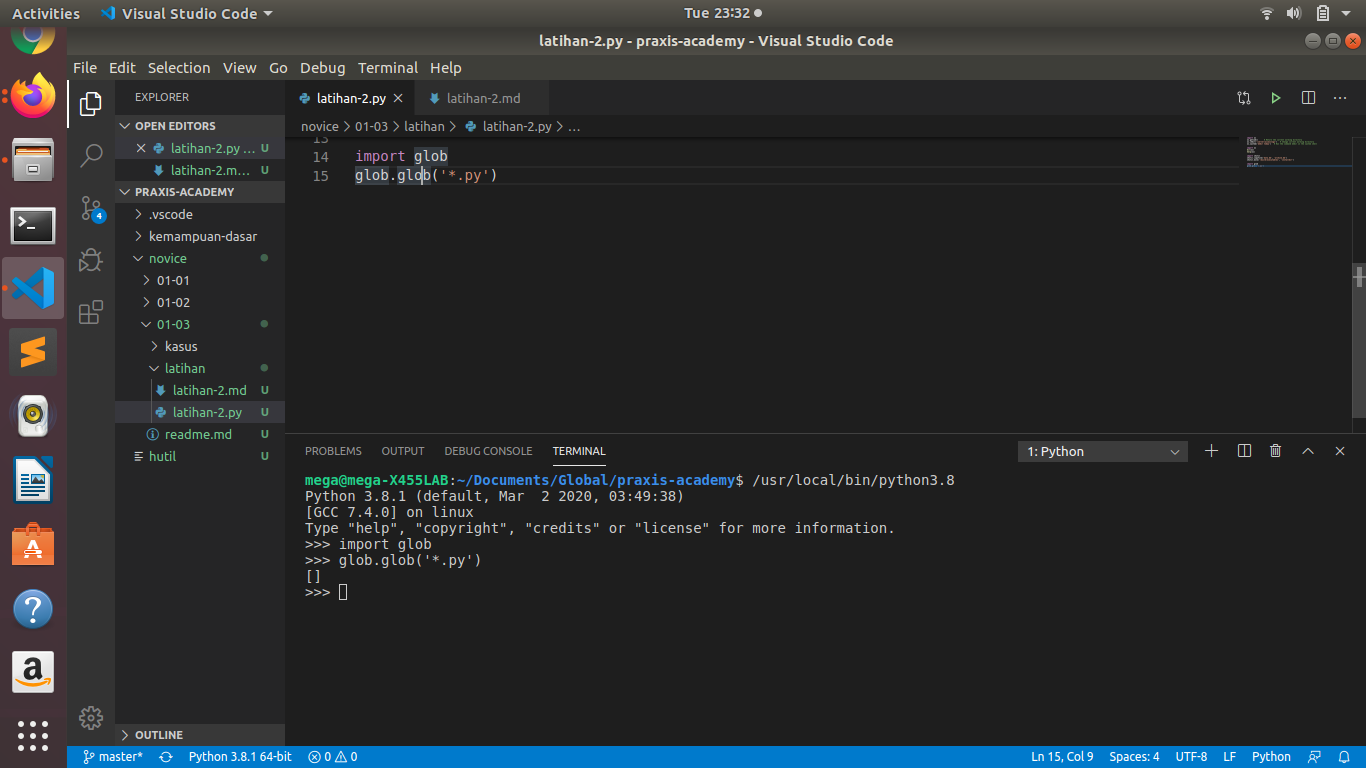 Activities Visual Studio Code Tue 23:32
latihan-2.py - praxis-academy - Visual Studio Code
File Edit Selection View Go Debug Terminal Help
EXPLORER
OPEN EDITORS
latihan-2.py ... U
latihan-2.m... U
PRAXIS-ACADEMY
.vscode
kemampuan-dasar
novice
01-01
01-02
01-03
kasus
latihan
latihan-2.md U
latihan-2.py U
readme.md U
hutil U
OUTLINE
4
latihan-2.py latihan-2.md
novice > 01-03 > latihan > latihan-2.py > ...
13
14 import glob
15 glob.glob('*.py')
PROBLEMS OUTPUT DEBUG CONSOLE TERMINAL 1: Python
mega@mega-X455LAB:~/Documents/Global/praxis-academy$ /usr/local/bin/python3.8
Python 3.8.1 (default, Mar  2 2020, 03:49:38)
[GCC 7.4.0] on linux
Type "help", "copyright", "credits" or "license" for more information.
>>> import glob
>>> glob.glob('*.py')
[]
>>>
master* Python 3.8.1 64-bit 0 0 Ln 15, Col 9 Spaces: 4 UTF-8 LF Python